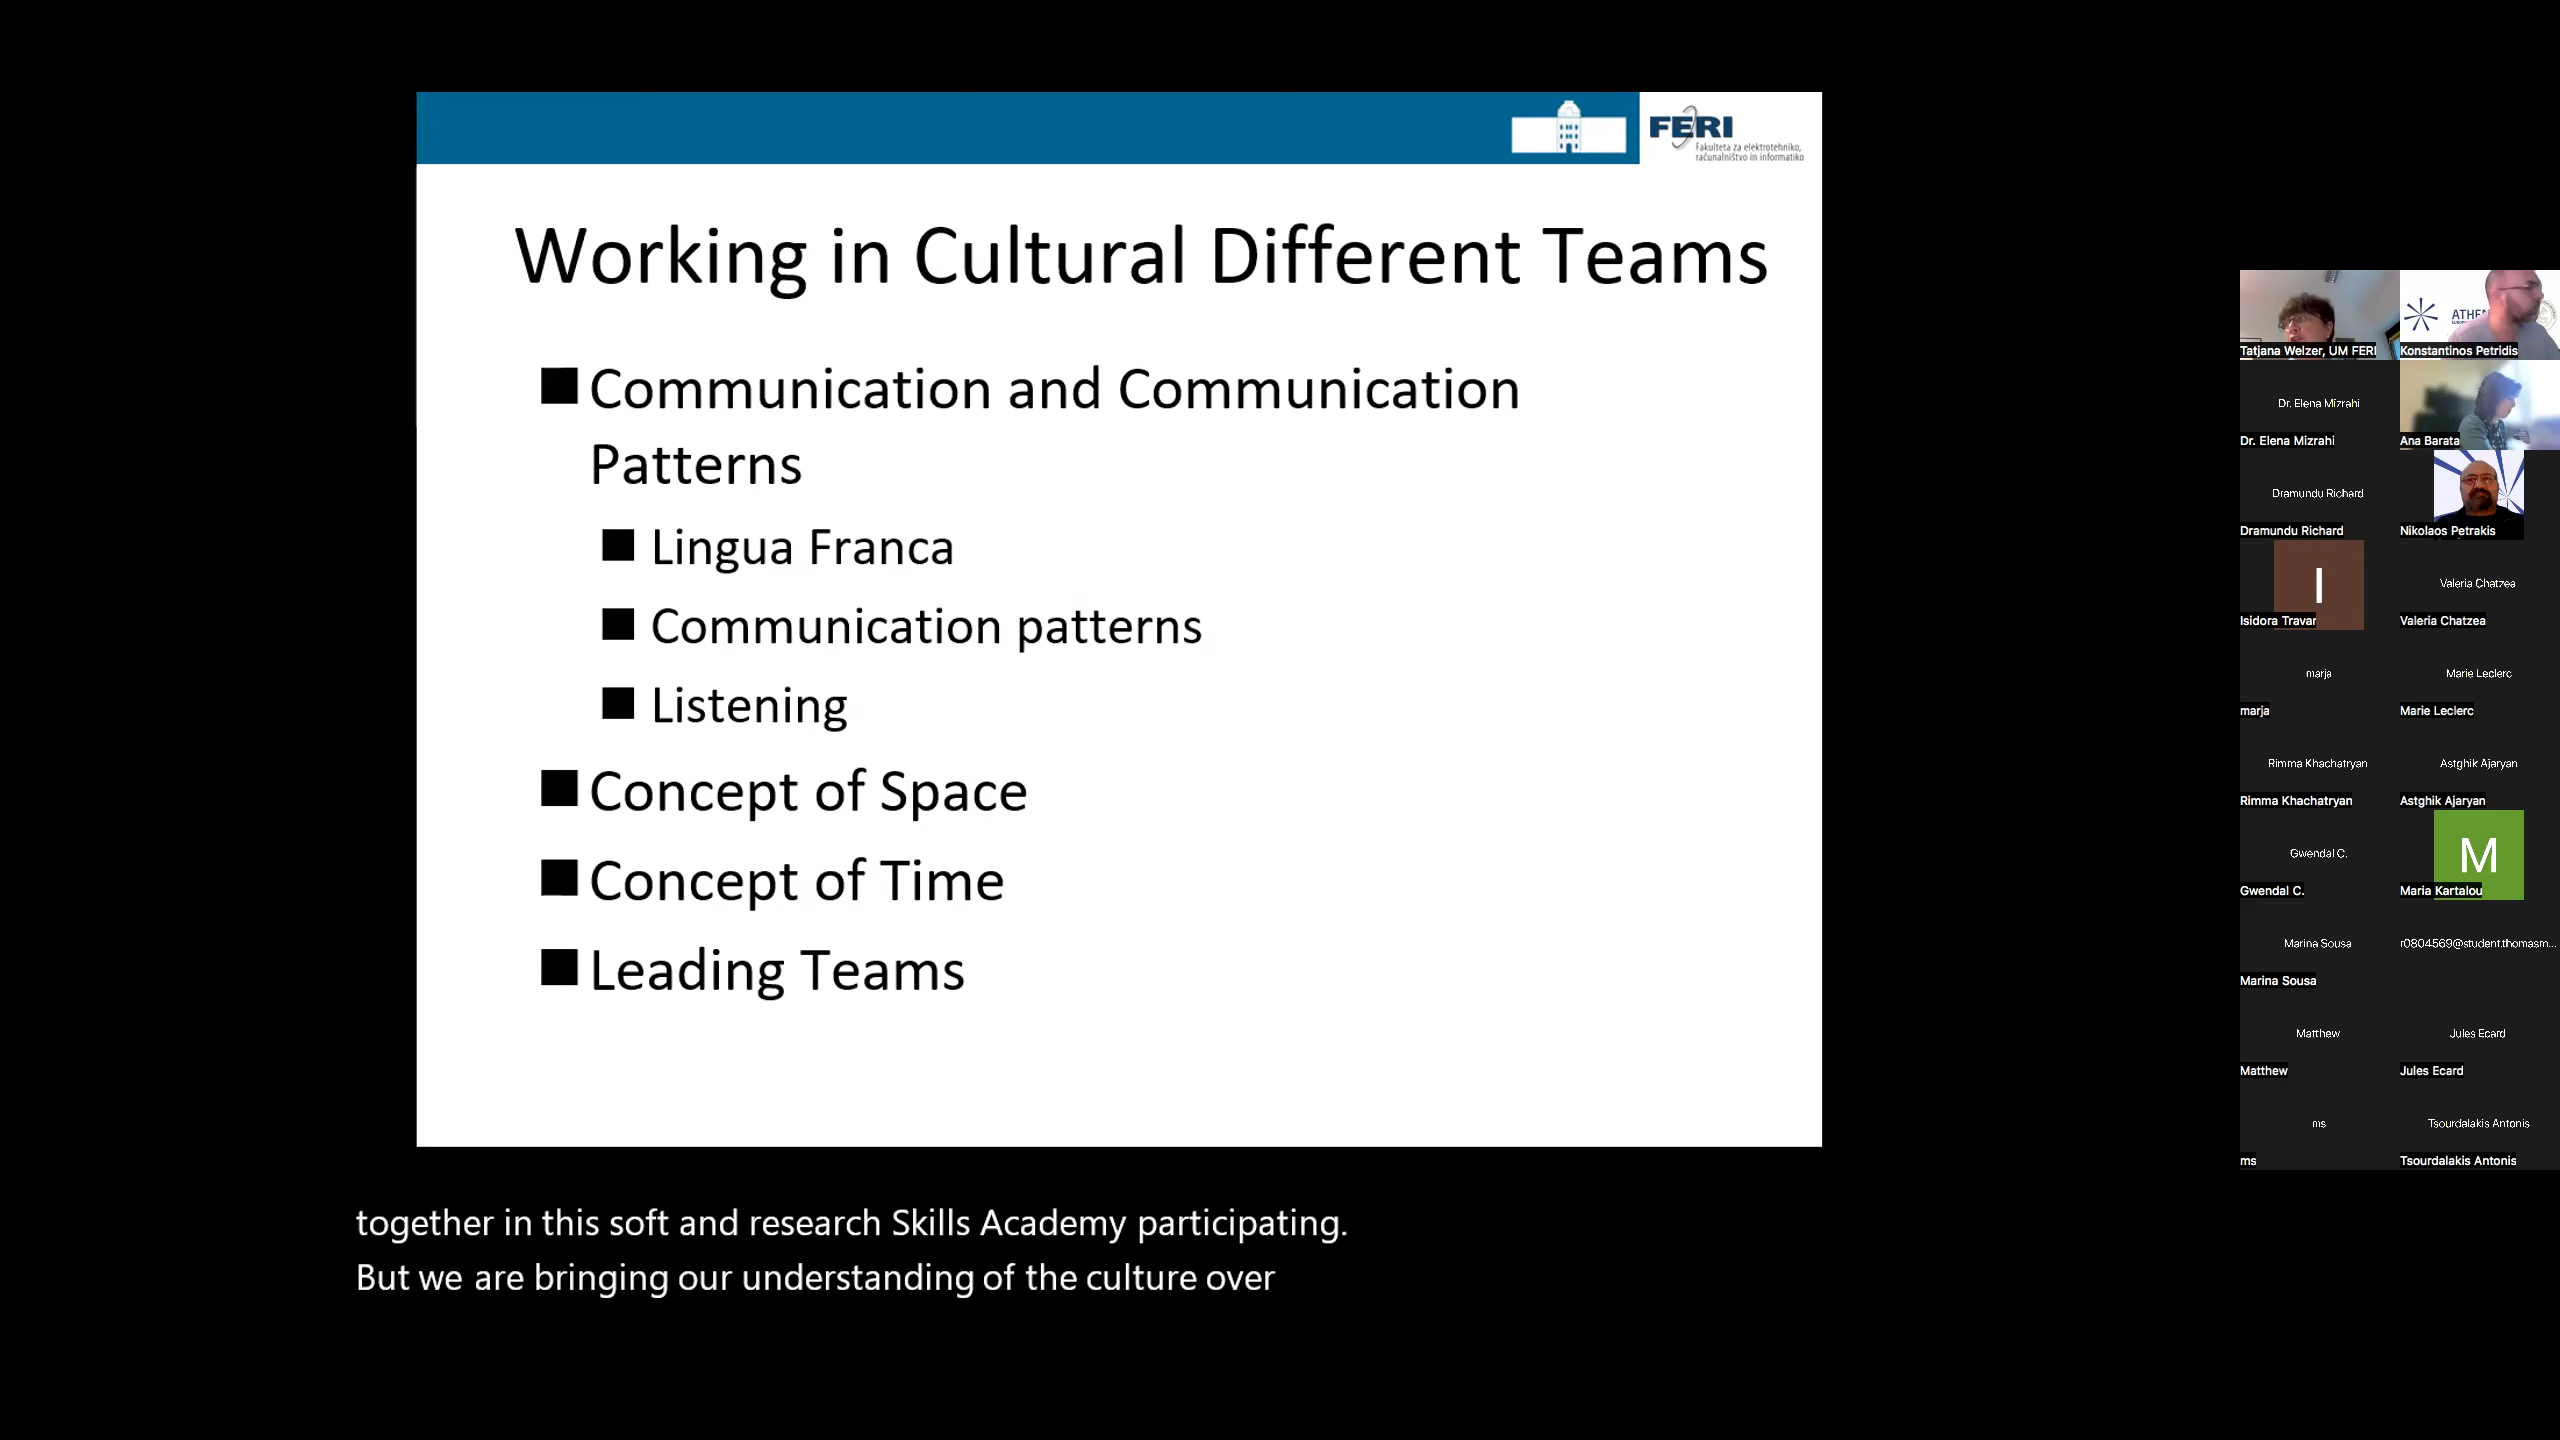 FERI
Fakulteta za elektrotehniko,
računalništvo in informatiko
Working in Cultural Different Teams
Communication and Communication
Patterns
Lingua Franca
Communication patterns
Listening
Concept of Space
Concept of Time
Leading Teams
together in this soft and research Skills Academy participating.
But we are bringing our understanding of the culture over
Tatjana Welzer, UM FERI
ATHEN
Konstantinos Petridis
Dr. Elena Mizrahi
Dr. Elena Mizrahi
Ana Barata
Dramundu Richard
Dramundu Richard
Nikolaos Petrakis
I
Isidora Travar
Valeria Chatzea
Valeria Chatzea
marja
marja
Marie Leclerc
Marie Leclerc
Rimma Khachatryan
Rimma Khachatryan
Astghik Ajaryan
Astghik Ajaryan
Gwendal C.
Gwendal C.
M
Maria Kartalou
Marina Sousa
Marina Sousa
r0804569@student.thomasm...
Matthew
Matthew
Jules Ecard
Jules Ecard
ms
ms
Tsourdalakis Antonis
Tsourdalakis Antonis